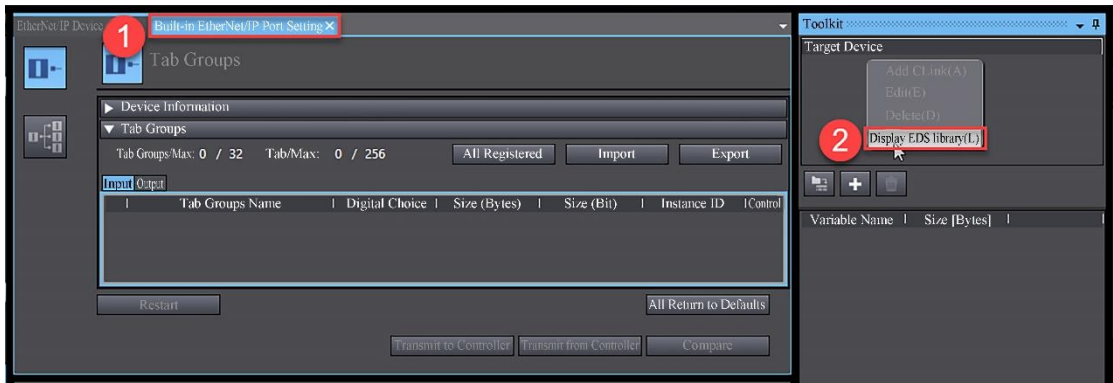 EtherNet/IP Device
1
Built-in EtherNet/IP Port Setting
Tab Groups
Device Information
Tab Groups
Tab Groups/Max: 0 / 32 Tab/Max: 0 / 256
All Registered
Import
Export
Input Output
Tab Groups Name | Digital Choice | Size (Bytes) | Size (Bit) | Instance ID | Control
Restart
All Return to Defaults
Transmit to Controller
Transmit from Controller
Compare
Toolkit
Target Device
Add CLink(A)
Edit(E)
Delete(D)
2
Display EDS library(L)
Variable Name | Size [Bytes] |